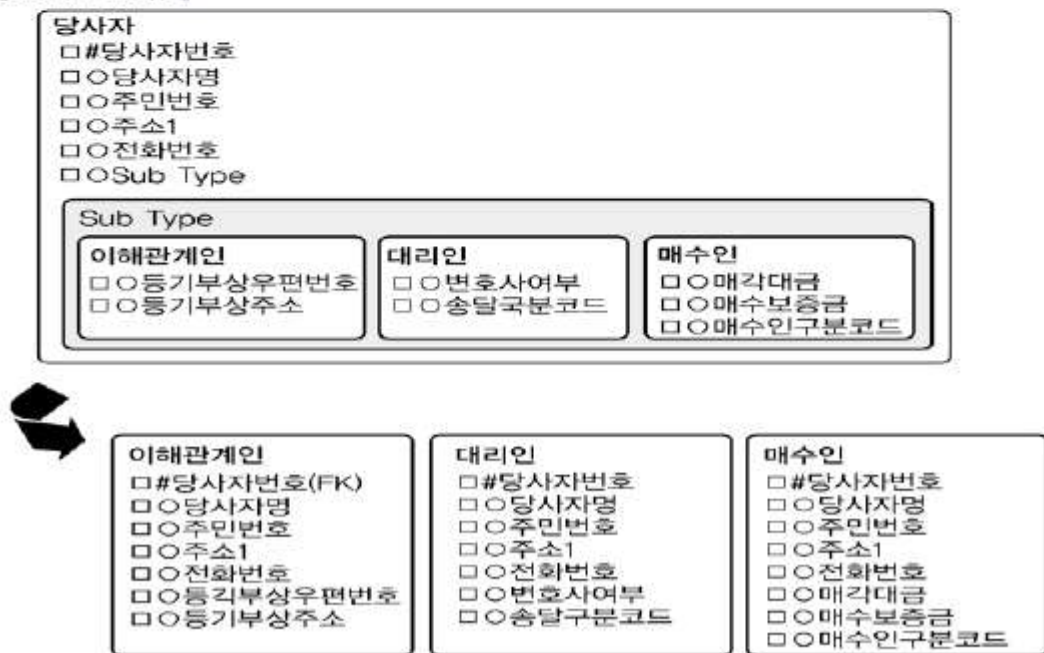 당사자
□#당사자번호
□○당사자명
□○주민번호
□○주소1
□○전화번호
□○Sub Type
Sub Type
이해관계인
□○등기부상우편번호
□○등기부상주소
대리인
□○변호사여부
□○송달국분코드
매수인
□○매각대금
□○매수보증금
□○매수인구분코드
이해관계인
□#당사자번호(FK)
□○당사자명
□○주민번호
□○주소1
□○전화번호
□○등긱부상우편번호
□○등기부상주소
대리인
□#당사자번호
□○당사자명
□○주민번호
□○주소1
□○전화번호
□○변호사여부
□○송달구분코드
매수인
□#당사자번호
□○당사자명
□○주민번호
□○주소1
□○전화번호
□○매각대금
□○매수보증금
□○매수인구분코드